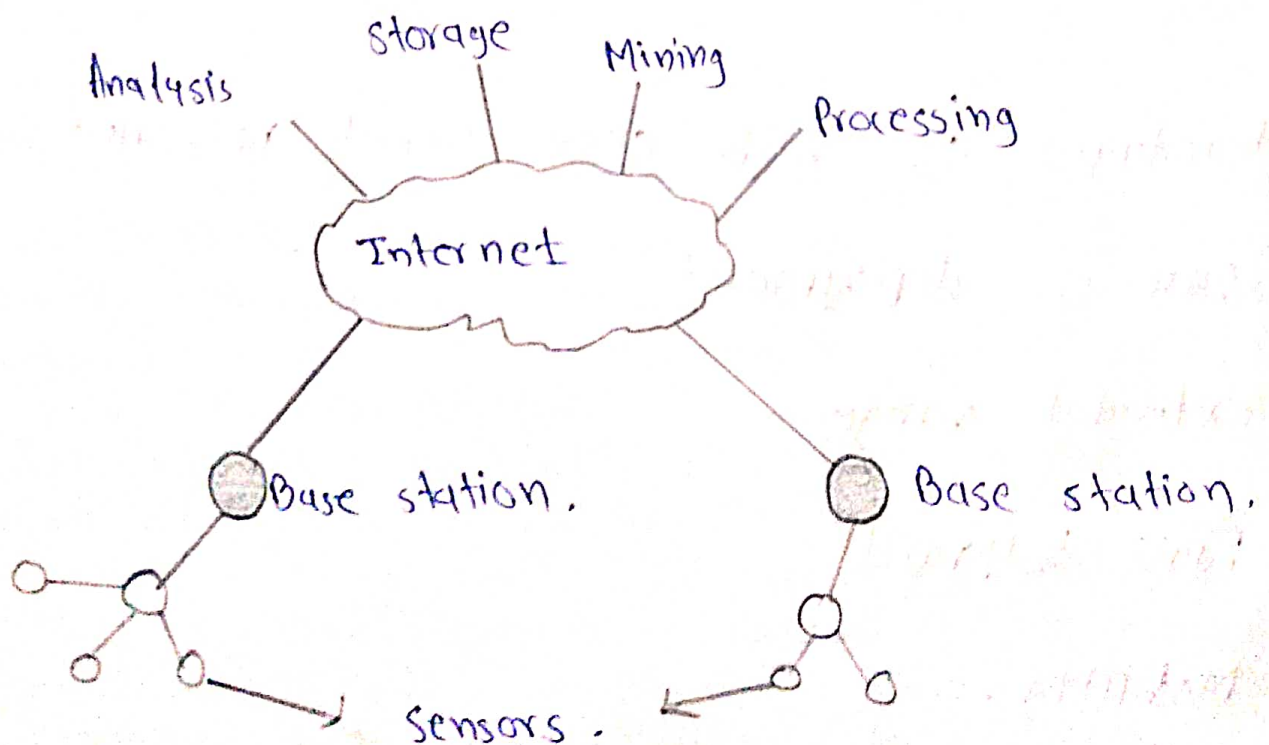 Analysis
Storage
Mining
Processing
Internet
Base station.
Base station.
Sensors.